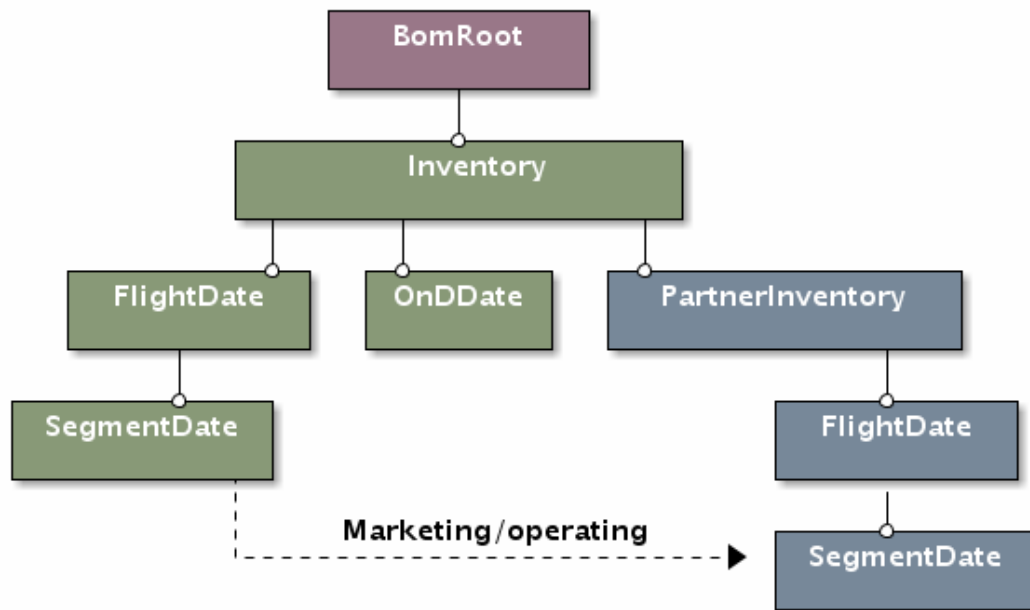 BomRoot
Inventory
FlightDate
OnDDate
PartnerInventory
SegmentDate
FlightDate
Marketing/operating
SegmentDate